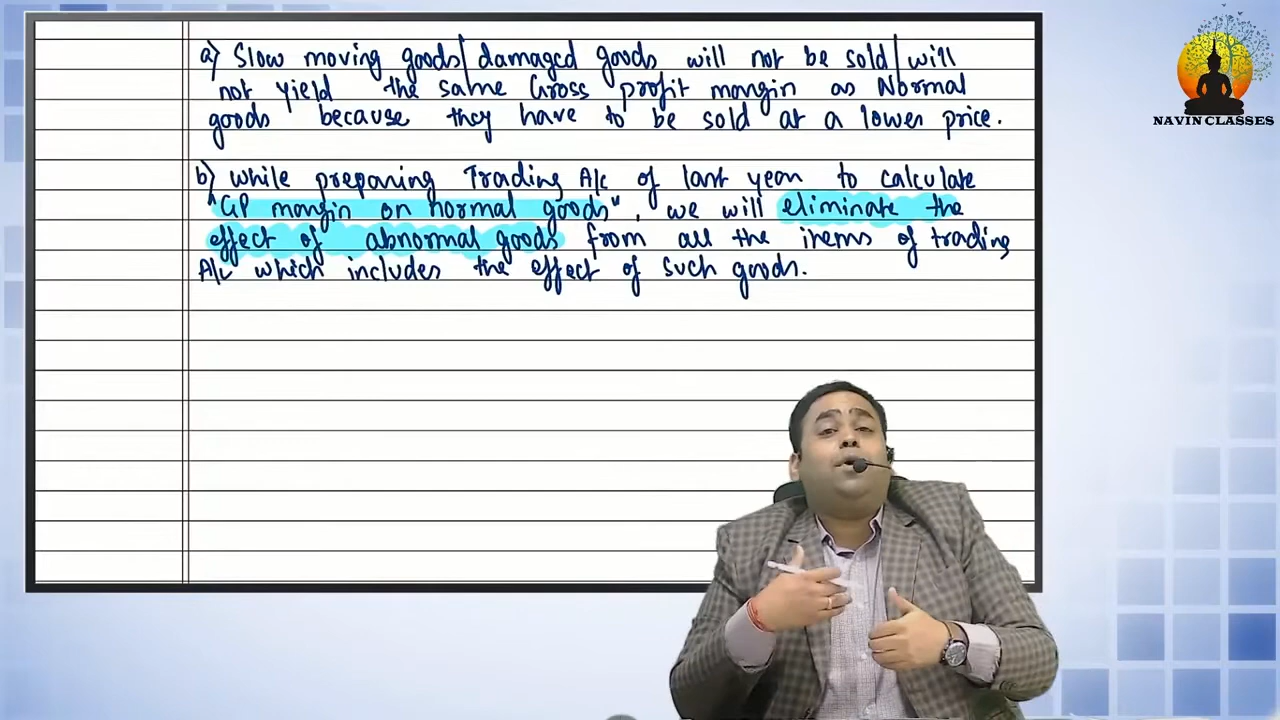 a) Slow moving goods/damaged goods will not be sold/will
not yield the same Gross profit margin as Normal
goods because they have to be sold at a lower price.
b) While preparing Trading A/c of last year to calculate
"GP margin on normal goods", we will eliminate the
effect of abnormal goods from all the items of trading
A/c which includes the effect of such goods.
NAVIN CLASSES